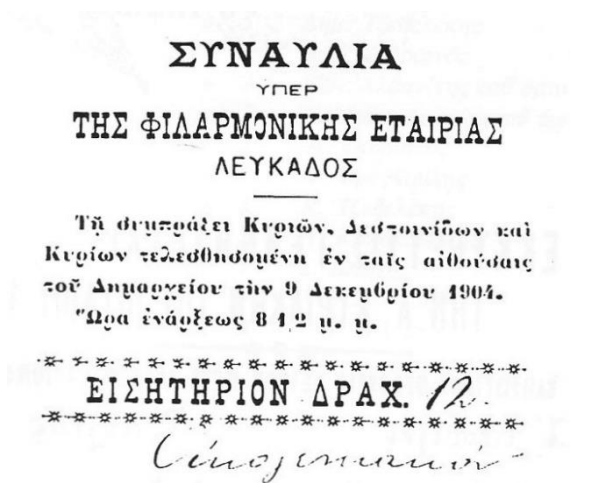 ΣΥΝΑΥΛΙΑ
ΥΠΕΡ
ΤΗΣ ΦΙΛΑΡΜΟΝΙΚΗΣ ΕΤΑΙΡΙΑΣ
ΛΕΥΚΑΔΟΣ
Τῇ συμπράξει Κυριῶν, Δεσποινίδων καὶ
Κυρίων τελεσθησομένη ἐν ταῖς αἰθούσαις
τοῦ Δημαρχείου τὴν 9 Δεκεμβρίου 1904.
Ὥρα ἐνάρξεως 8 1)2 μ. μ.
ΕΙΣΗΤΗΡΙΟΝ ΔΡΑΧ. 12
Οἰκογενειακόν